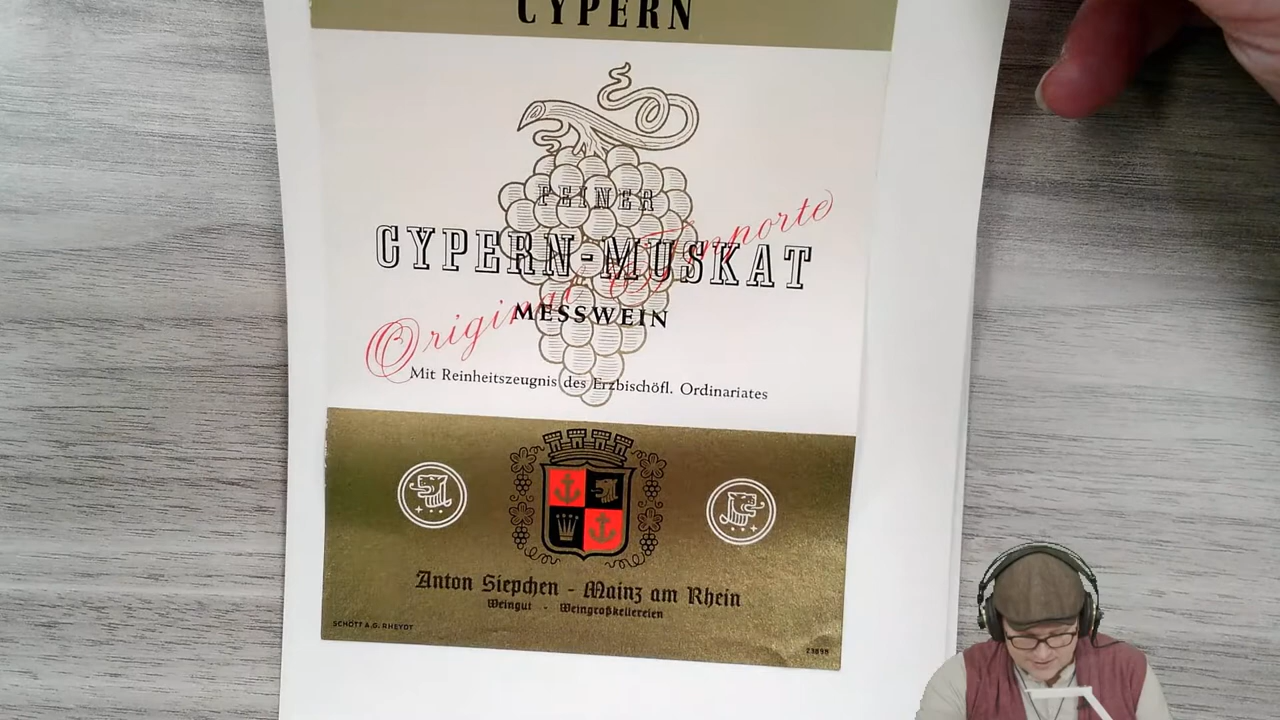 CYPERN
FEINER
CYPERN-MUSKAT
Original Importe
MESSWEIN
Mit Reinheitszeugnis des Erzbischöfl. Ordinariates
Anton Siepchen - Mainz am Rhein
Weingut - Weingroßkellereien
SCHÖTT A.G. RHEYDT